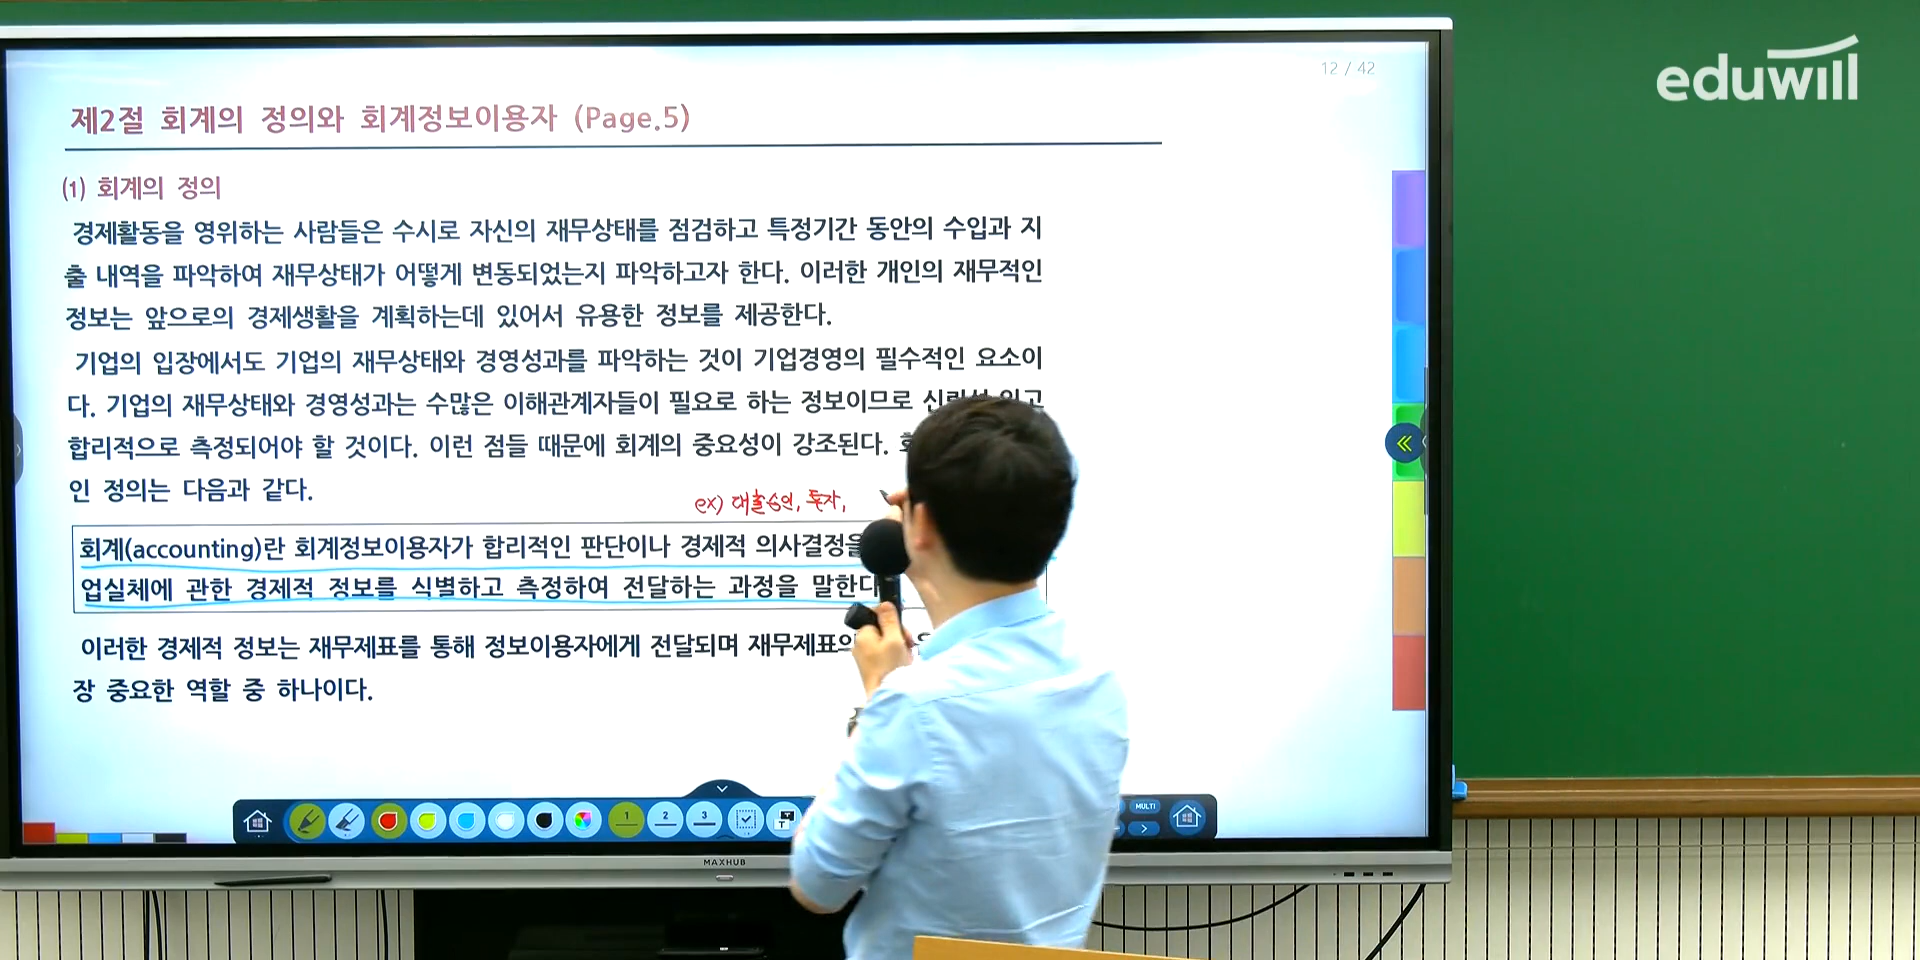 eduwill
12 / 42
제2절 회계의 정의와 회계정보이용자 (Page.5)
(1) 회계의 정의
경제활동을 영위하는 사람들은 수시로 자신의 재무상태를 점검하고 특정기간 동안의 수입과 지
출 내역을 파악하여 재무상태가 어떻게 변동되었는지 파악하고자 한다. 이러한 개인의 재무적인
정보는 앞으로의 경제생활을 계획하는데 있어서 유용한 정보를 제공한다.
기업의 입장에서도 기업의 재무상태와 경영성과를 파악하는 것이 기업경영의 필수적인 요소이
다. 기업의 재무상태와 경영성과는 수많은 이해관계자들이 필요로 하는 정보이므로
합리적으로 측정되어야 할 것이다. 이런 점들 때문에 회계의 중요성이 강조된다.
인 정의는 다음과 같다.
ex) 대출승인, 투자,
회계(accounting)란 회계정보이용자가 합리적인 판단이나 경제적 의사결정을
업실체에 관한 경제적 정보를 식별하고 측정하여 전달하는 과정을 말한다
이러한 경제적 정보는 재무제표를 통해 정보이용자에게 전달되며 재무제표의
장 중요한 역할 중 하나이다.
1 2 3
MULTI
MAXHUB